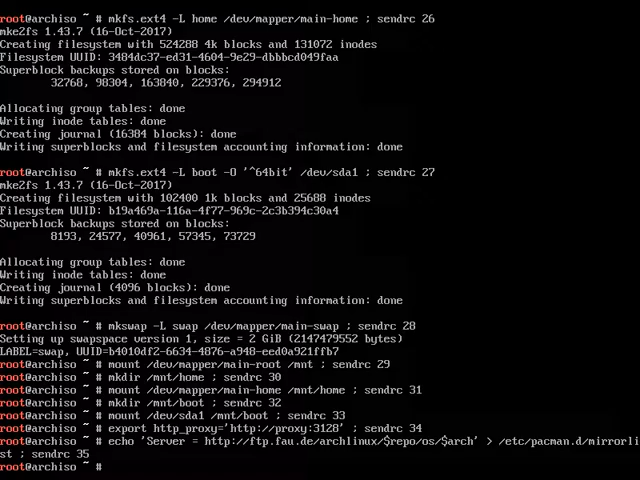 root@archiso ~ # mkfs.ext4 -L home /dev/mapper/main-home ; sendrc 26
mke2fs 1.43.7 (16-Oct-2017)
Creating filesystem with 524288 4k blocks and 131072 inodes
Filesystem UUID: 3484dc37-ed31-4604-9e29-dbbbcd049faa
Superblock backups stored on blocks:
32768, 98304, 163840, 229376, 294912
Allocating group tables: done
Writing inode tables: done
Creating journal (16384 blocks): done
Writing superblocks and filesystem accounting information: done
root@archiso ~ # mkfs.ext4 -L boot -O '^64bit' /dev/sda1 ; sendrc 27
mke2fs 1.43.7 (16-Oct-2017)
Creating filesystem with 102400 1k blocks and 25688 inodes
Filesystem UUID: b19a469a-116a-4f77-969c-2c3b394c30a4
Superblock backups stored on blocks:
8193, 24577, 40961, 57345, 73729
Allocating group tables: done
Writing inode tables: done
Creating journal (4096 blocks): done
Writing superblocks and filesystem accounting information: done
root@archiso ~ # mkswap -L swap /dev/mapper/main-swap ; sendrc 28
Setting up swapspace version 1, size = 2 GiB (2147479552 bytes)
LABEL=swap, UUID=b4010df2-6634-4876-a948-eed0a921ffb7
root@archiso ~ # mount /dev/mapper/main-root /mnt ; sendrc 29
root@archiso ~ # mkdir /mnt/home ; sendrc 30
root@archiso ~ # mount /dev/mapper/main-home /mnt/home ; sendrc 31
root@archiso ~ # mkdir /mnt/boot ; sendrc 32
root@archiso ~ # mount /dev/sda1 /mnt/boot ; sendrc 33
root@archiso ~ # export http_proxy='http://proxy:3128' ; sendrc 34
root@archiso ~ # echo 'Server = http://ftp.fau.de/archlinux/$repo/os/$arch' > /etc/pacman.d/mirrorli
st ; sendrc 35
root@archiso ~ #